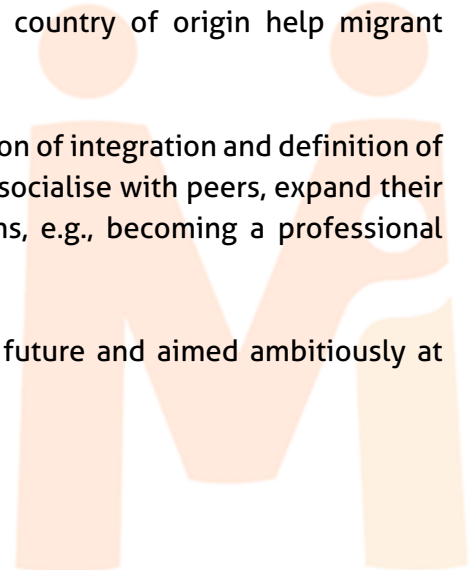 country of origin help migrant
on of integration and definition of
socialise with peers, expand their
ns, e.g., becoming a professional
future and aimed ambitiously at